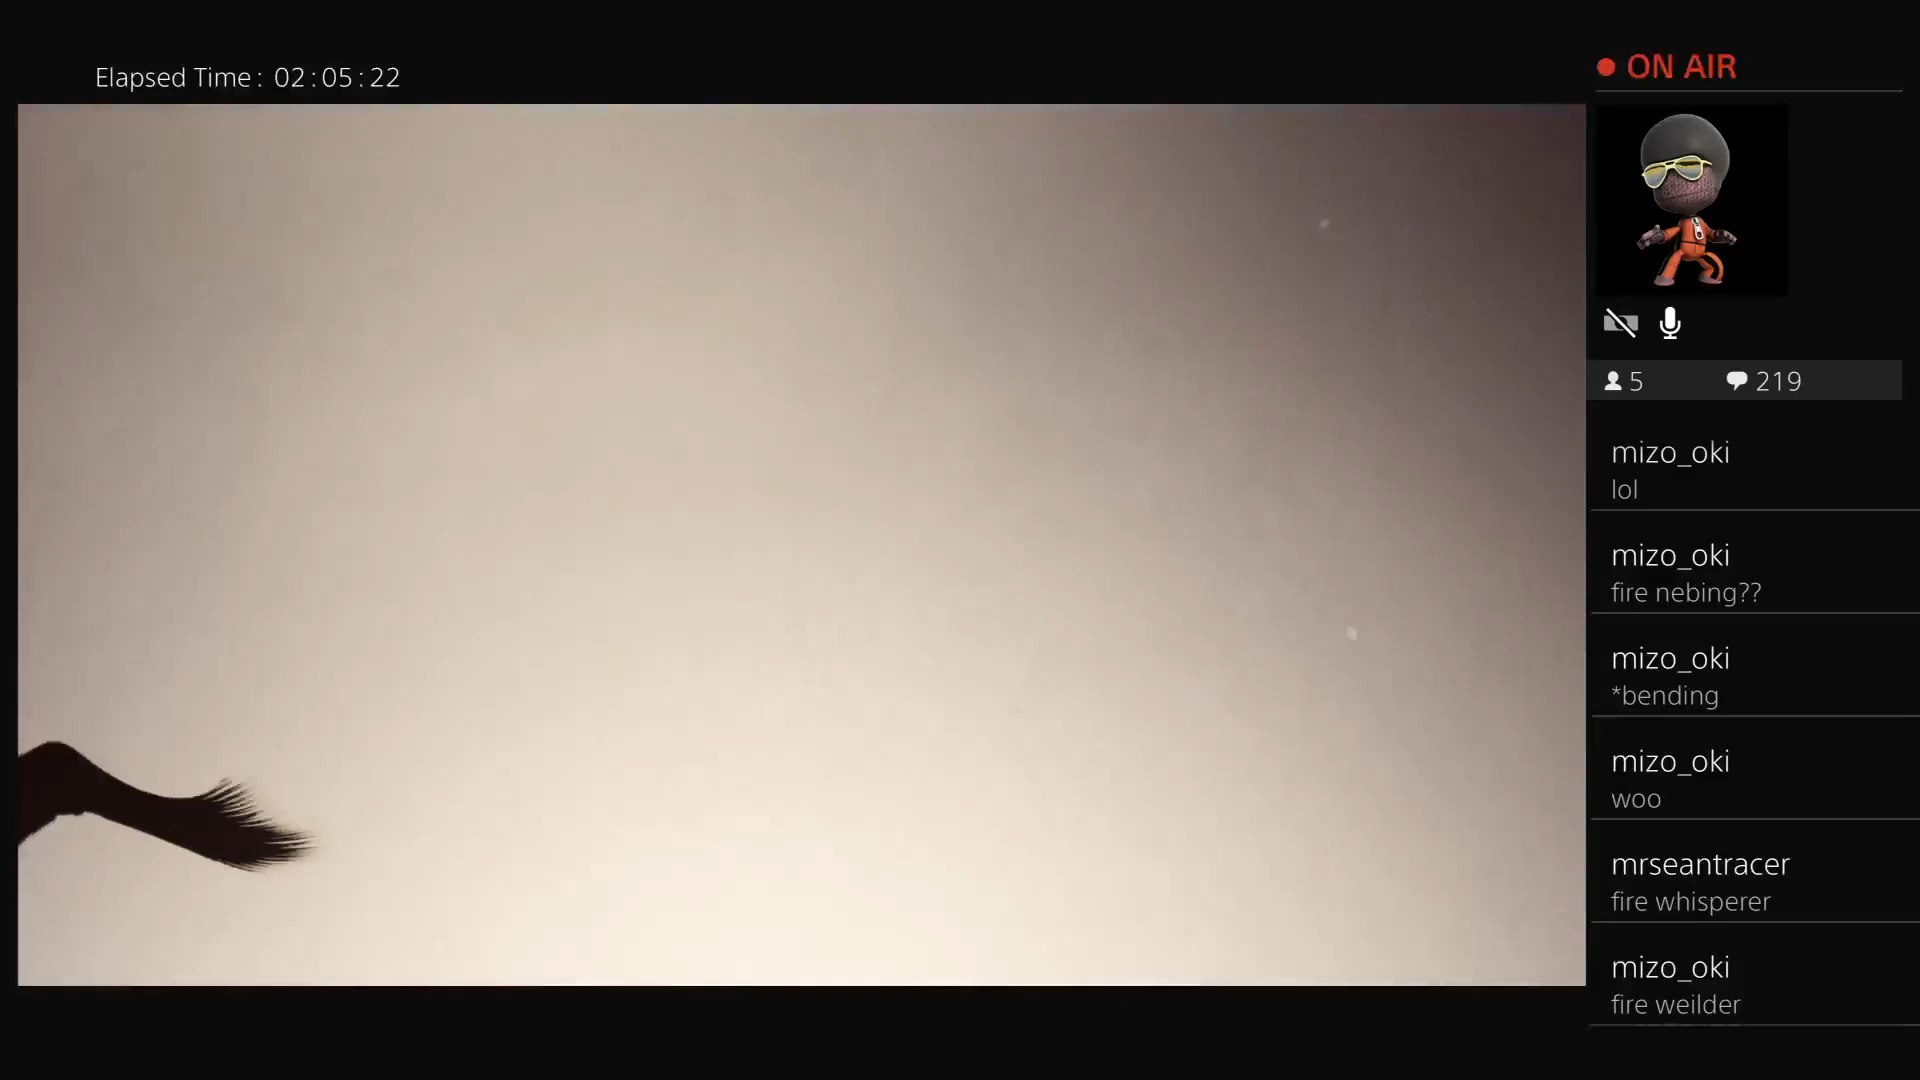 Elapsed Time: 02:05:22
ON AIR
5 219
mizo_oki
lol
mizo_oki
fire nebing??
mizo_oki
*bending
mizo_oki
woo
mrseantracer
fire whisperer
mizo_oki
fire weilder